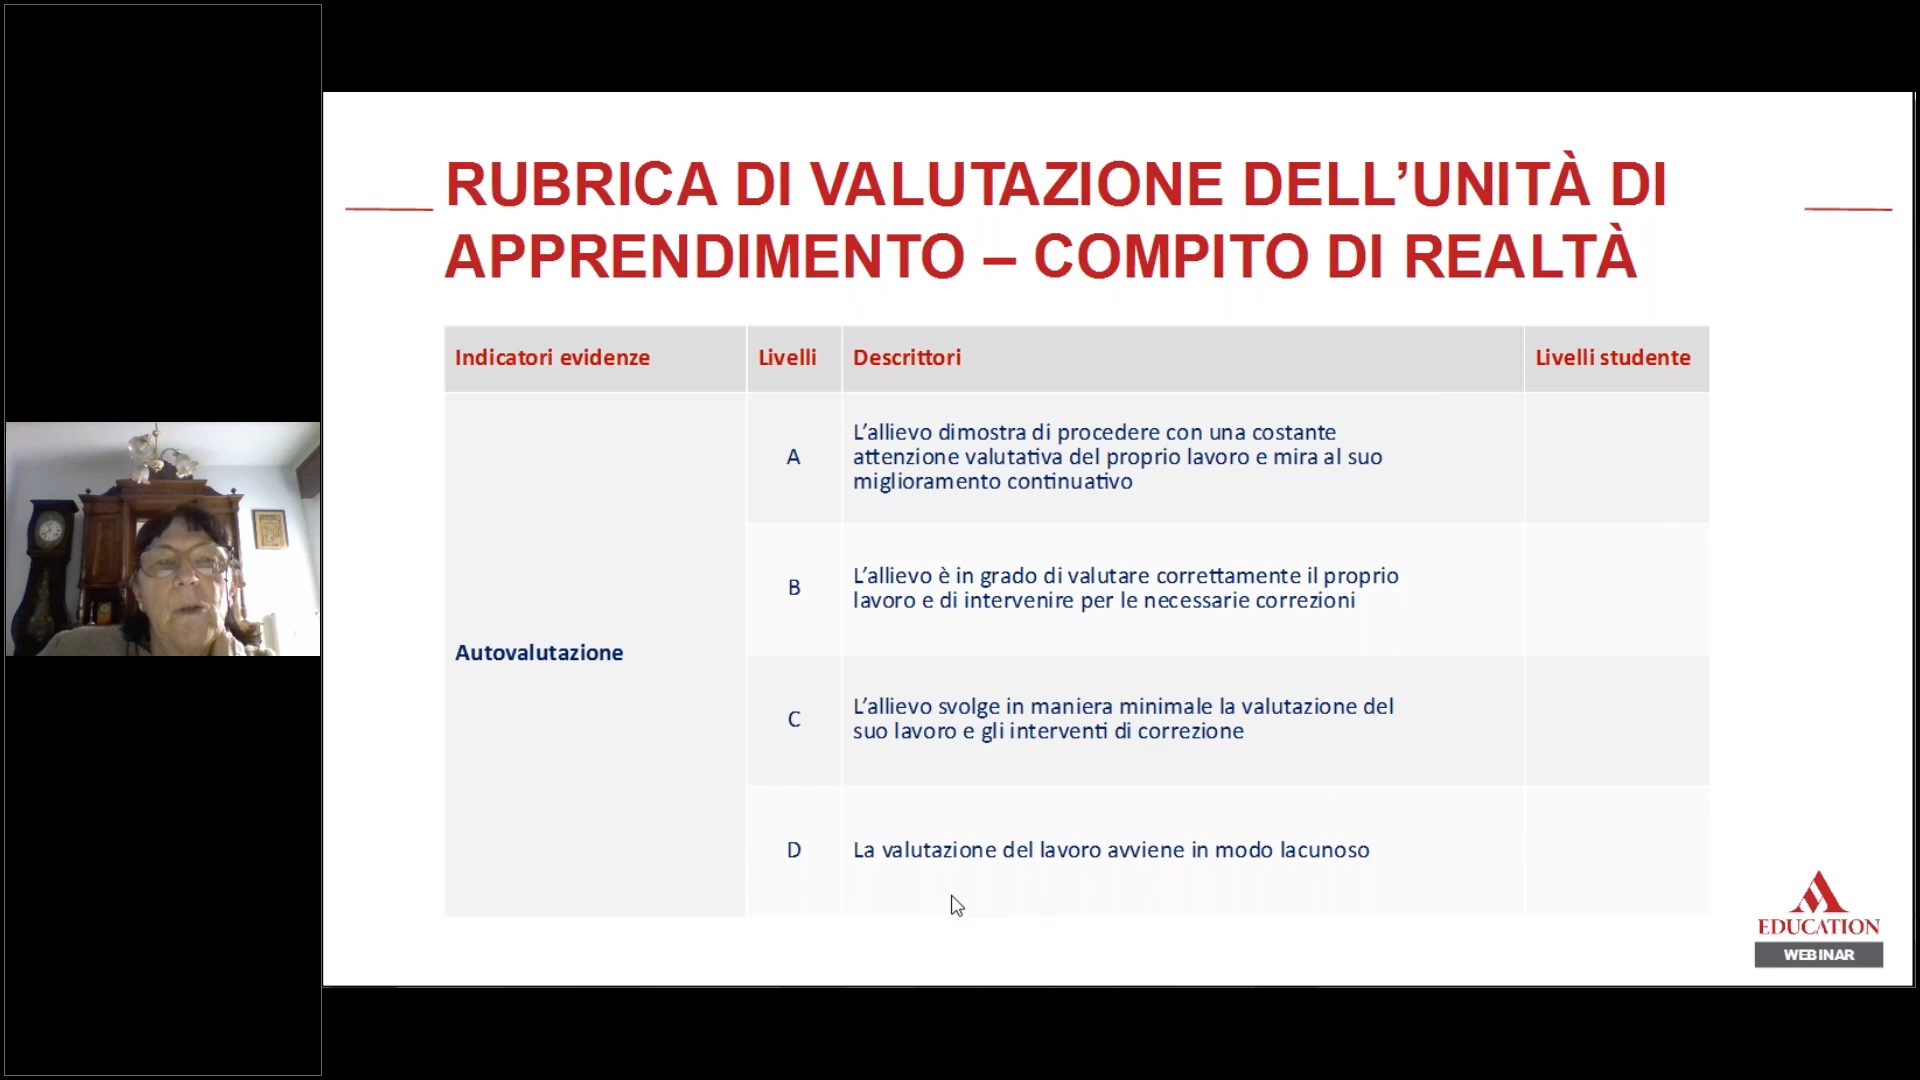 RUBRICA DI VALUTAZIONE DELL’UNITÀ DI
APPRENDIMENTO – COMPITO DI REALTÀ
Indicatori evidenze
Livelli
Descrittori
Livelli studente
Autovalutazione
A
L’allievo dimostra di procedere con una costante
attenzione valutativa del proprio lavoro e mira al suo
miglioramento continuativo
B
L’allievo è in grado di valutare correttamente il proprio
lavoro e di intervenire per le necessarie correzioni
C
L’allievo svolge in maniera minimale la valutazione del
suo lavoro e gli interventi di correzione
D
La valutazione del lavoro avviene in modo lacunoso
EDUCATION
WEBINAR